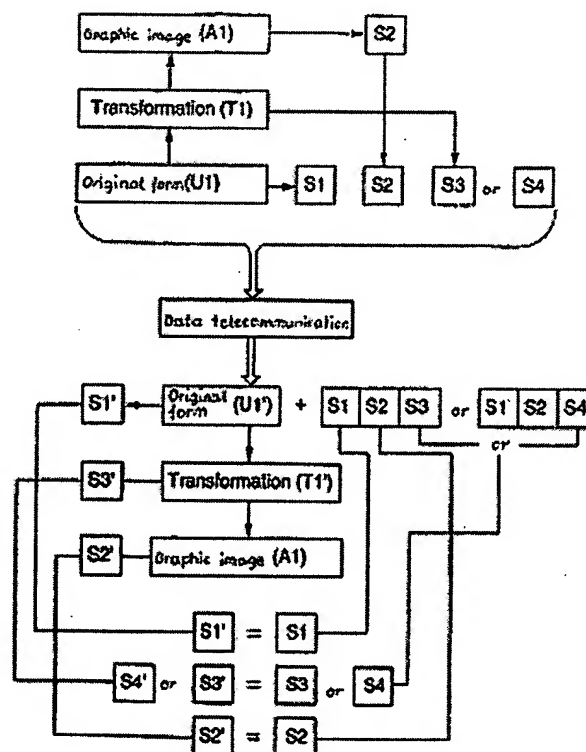 Graphic image (A1) S2
Transformation (T1)
Original form(U1) S1 S2 S3 or S4
Data telecommunication
S1' Original form (U1') + S1 S2 S3 or S1 S2 S4
or
S3' Transformation (T1')
S2' Graphic image (A1)
S1' = S1
S4' or S3' = S3 or S4
S2' = S2